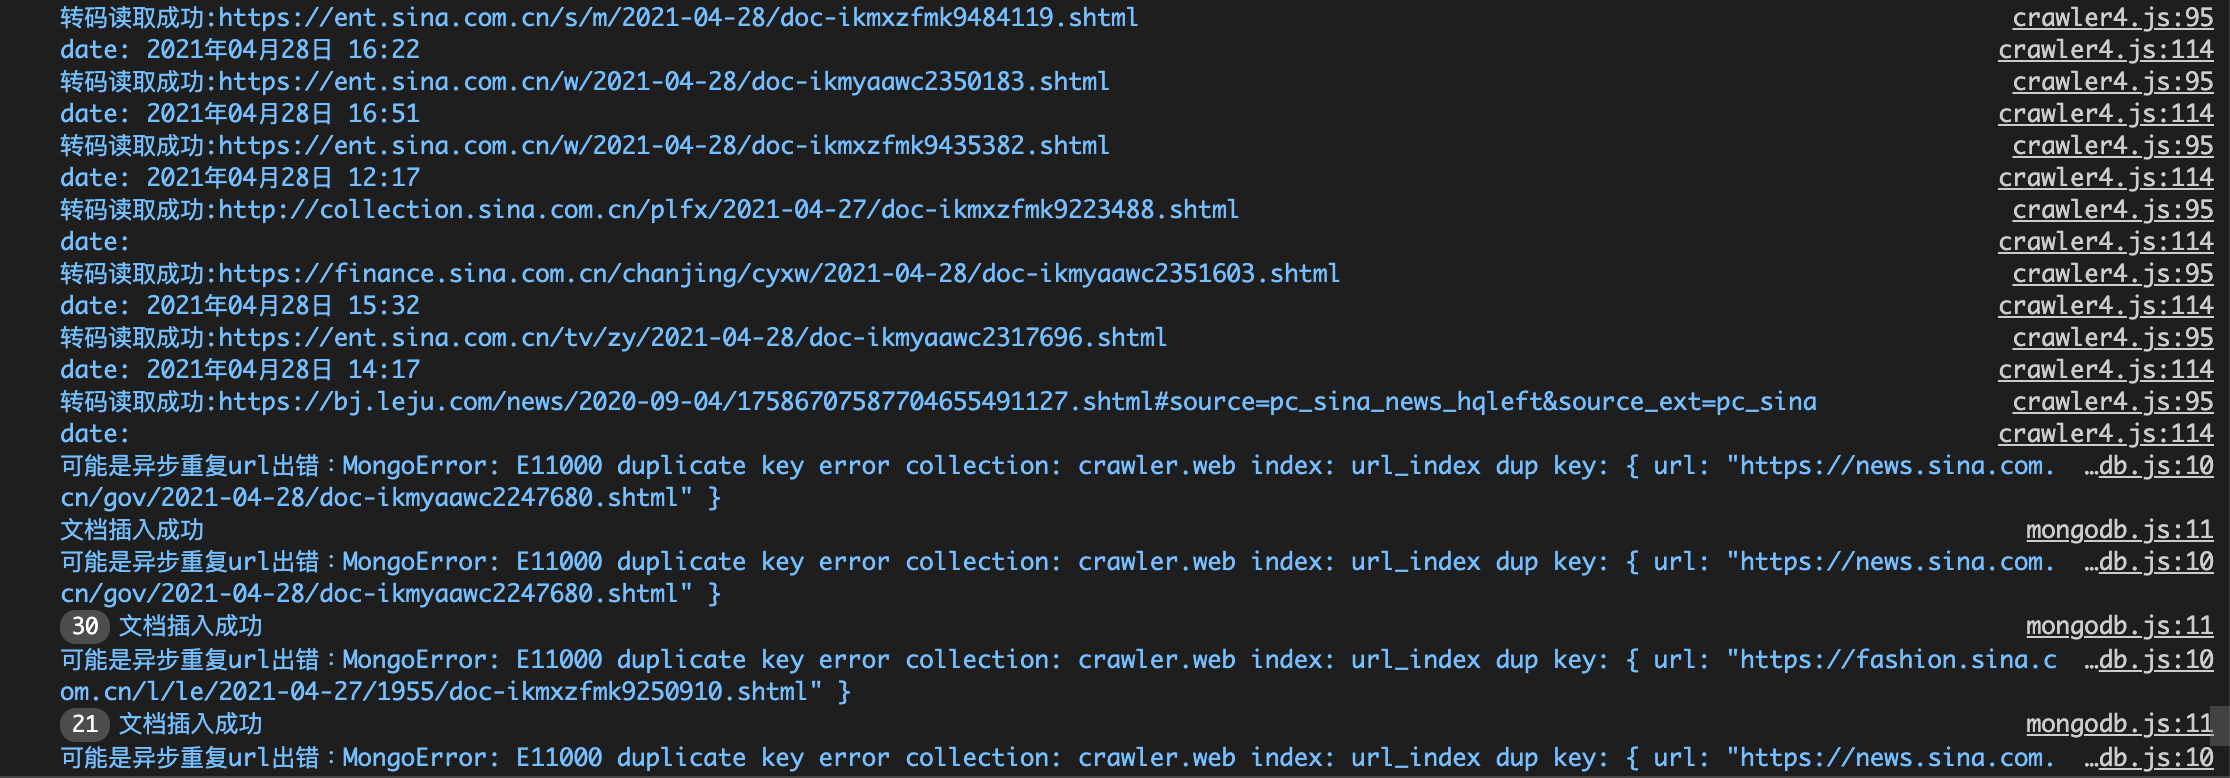 转码读取成功:https://ent.sina.com.cn/s/m/2021-04-28/doc-ikmxzfmk9484119.shtml crawler4.js:95
date: 2021年04月28日 16:22 crawler4.js:114
转码读取成功:https://ent.sina.com.cn/w/2021-04-28/doc-ikmyaawc2350183.shtml crawler4.js:95
date: 2021年04月28日 16:51 crawler4.js:114
转码读取成功:https://ent.sina.com.cn/w/2021-04-28/doc-ikmxzfmk9435382.shtml crawler4.js:95
date: 2021年04月28日 12:17 crawler4.js:114
转码读取成功:http://collection.sina.com.cn/plfx/2021-04-27/doc-ikmxzfmk9223488.shtml crawler4.js:95
date: crawler4.js:114
转码读取成功:https://finance.sina.com.cn/chanjing/cyxw/2021-04-28/doc-ikmyaawc2351603.shtml crawler4.js:95
date: 2021年04月28日 15:32 crawler4.js:114
转码读取成功:https://ent.sina.com.cn/tv/zy/2021-04-28/doc-ikmyaawc2317696.shtml crawler4.js:95
date: 2021年04月28日 14:17 crawler4.js:114
转码读取成功:https://bj.leju.com/news/2020-09-04/17586707587704655491127.shtml#source=pc_sina_news_hqleft&source_ext=pc_sina crawler4.js:95
date: crawler4.js:114
可能是异步重复url出错：MongoError: E11000 duplicate key error collection: crawler.web index: url_index dup key: { url: "https://news.sina.com. …db.js:10
cn/gov/2021-04-28/doc-ikmyaawc2247680.shtml" }
文档插入成功 mongodb.js:11
可能是异步重复url出错：MongoError: E11000 duplicate key error collection: crawler.web index: url_index dup key: { url: "https://news.sina.com. …db.js:10
cn/gov/2021-04-28/doc-ikmyaawc2247680.shtml" }
30 文档插入成功 mongodb.js:11
可能是异步重复url出错：MongoError: E11000 duplicate key error collection: crawler.web index: url_index dup key: { url: "https://fashion.sina.c …db.js:10
om.cn/l/le/2021-04-27/1955/doc-ikmxzfmk9250910.shtml" }
21 文档插入成功 mongodb.js:11
可能是异步重复url出错：MongoError: E11000 duplicate key error collection: crawler.web index: url_index dup key: { url: "https://news.sina.com. …db.js:10